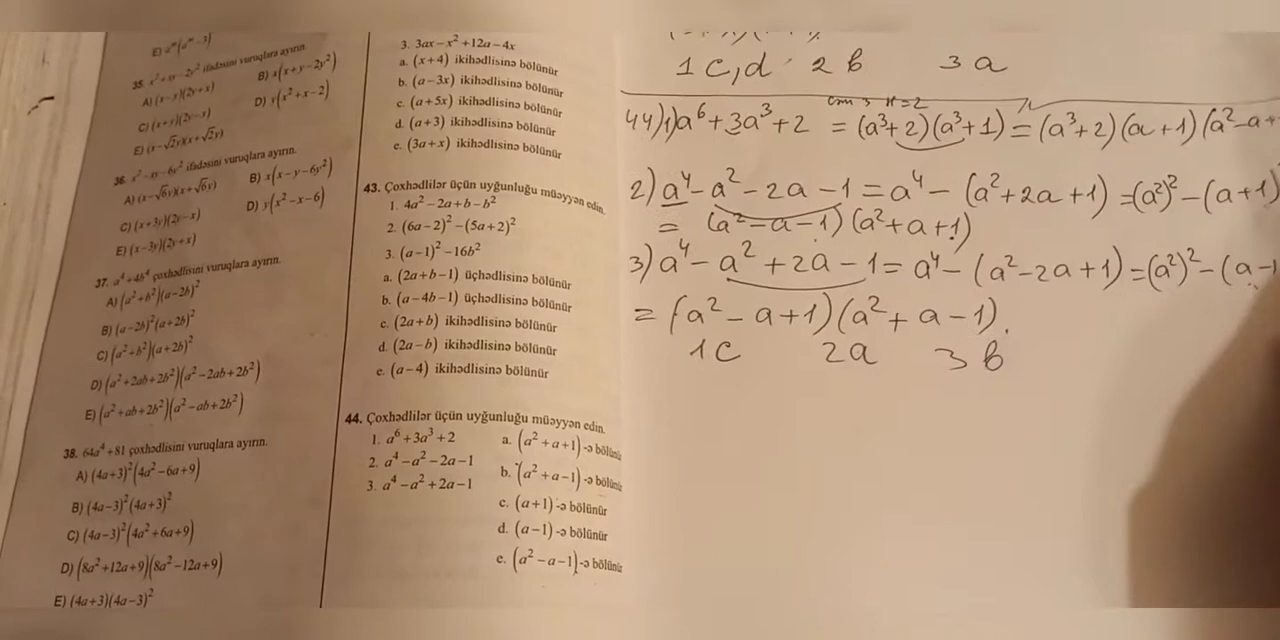 E) aᵐ(aᵐ−3)
35. x²+xy−2y² ifadəsini vuruqlara ayırın.
A) (x−y)(2y+x)
B) x(x+y−2y²)
C) (x+y)(2y−x)
D) y(x²+x−2)
E) (x−√2y)(x+√2y)
36. x²−xy−6y² ifadəsini vuruqlara ayırın.
A) (x−√6y)(x+√6y)
B) x(x−y−6y²)
C) (x+3y)(2y−x)
D) y(x²−x−6)
E) (x−3y)(2y+x)
37. a⁴+4b⁴ çoxhədlisini vuruqlara ayırın.
A) (a²+b²)(a−2b)²
B) (a−2b)²(a+2b)²
C) (a²+b²)(a+2b)²
D) (a²+2ab+2b²)(a²−2ab+2b²)
E) (a²+ab+2b²)(a²−ab+2b²)
38. 64a⁴+81 çoxhədlisini vuruqlara ayırın.
A) (4a+3)²(4a²−6a+9)
B) (4a−3)²(4a+3)²
C) (4a−3)²(4a²+6a+9)
D) (8a²+12a+9)(8a²−12a+9)
E) (4a+3)(4a−3)²
3. 3ax−x²+12a−4x
a. (x+4) ikihədlisinə bölünür
b. (a−3x) ikihədlisinə bölünür
c. (a+5x) ikihədlisinə bölünür
d. (a+3) ikihədlisinə bölünür
e. (3a+x) ikihədlisinə bölünür
43. Çoxhədlilər üçün uyğunluğu müəyyən edin.
1. 4a²−2a+b−b²
2. (6a−2)²−(5a+2)²
3. (a−1)²−16b²
a. (2a+b−1) üçhədlisinə bölünür
b. (a−4b−1) üçhədlisinə bölünür
c. (2a+b) ikihədlisinə bölünür
d. (2a−b) ikihədlisinə bölünür
e. (a−4) ikihədlisinə bölünür
44. Çoxhədlilər üçün uyğunluğu müəyyən edin.
1. a⁶+3a³+2
2. a⁴−a²−2a−1
3. a⁴−a²+2a−1
a. (a²+a+1)-ə bölünür
b. (a²+a−1)-ə bölünür
c. (a+1)-ə bölünür
d. (a−1)-ə bölünür
e. (a²−a−1)-ə bölünür
1c,d 2b 3a
44)1)a⁶+3a³+2 =(a³+2)(a³+1)=(a³+2)(a+1)(a²−a+
2)a⁴−a²−2a−1=a⁴−(a²+2a+1)=(a²)²−(a+1)
= (a²−a−1)(a²+a+1)
3)a⁴−a²+2a−1=a⁴−(a²−2a+1)=(a²)²−(a−1
=(a²−a+1)(a²+a−1).
1c 2a 3b